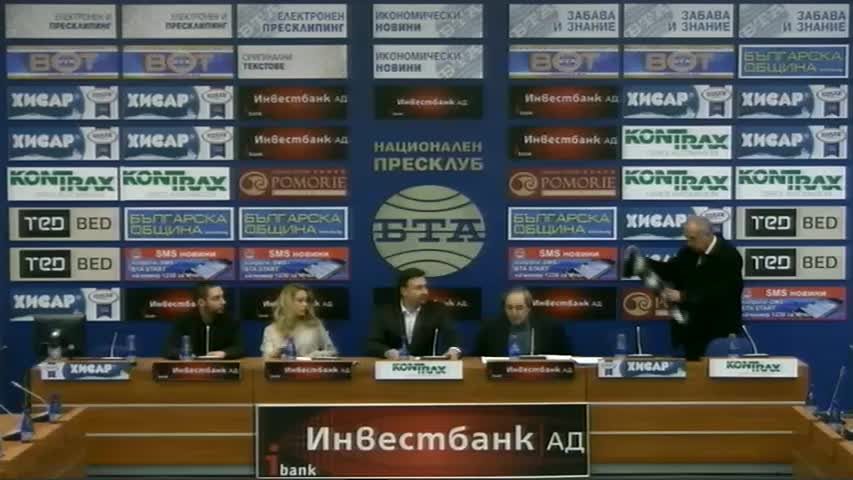 ЕЛЕКТРОНЕН И
ПРЕСКЛИПИНГ
ЕЛЕКТРОНЕН И
ПРЕСКЛИПИНГ
ЕЛЕКТРОНЕН
ПРЕСКЛИПИНГ
ИКОНОМИЧЕСКИ
НОВИНИ
ЗАБАВА
И ЗНАНИЕ
ЗАБАВА
И ЗНАНИЕ
ЗАБАВА
И ЗНАНИЕ
ВОТ
ВОТ
ОРИГИНАЛНИ
ТЕКСТОВЕ
ИКОНОМИЧЕСКИ
НОВИНИ
ВОТ
ВОТ
БЪЛГАРСКА
ОБЩИНА
ХИСАР
ХИСАР
ИНВЕСТБАНК АД
ИНВЕСТБАНК АД
ИНВЕСТБАНК АД
ХИСАР
ХИСАР
ХИСАР
ХИСАР
ИНВЕСТБАНК АД
НАЦИОНАЛЕН
ПРЕСКЛУБ
ИНВЕСТБАНК АД
KONTRAX
ХИСАР
KONTRAX
KONTRAX
POMORIE
POMORIE
KONTRAX
KONTRAX
TED BED
БЪЛГАРСКА
ОБЩИНА
БЪЛГАРСКА
ОБЩИНА
БТА
БЪЛГАРСКА
ОБЩИНА
ХИСАР
TED BED
TED BED
SMS НОВИНИ
SMS НОВИНИ
TED BED
ХИСАР
ИНВЕСТБАНК
SMS НОВИНИ
ХИСАР
ИНВЕСТБАНК АД
ИНВЕСТБАНК АД
KONTRAX
ИНВЕСТБАНК АД
ХИСАР
KONTRAX
ИНВЕСТБАНК АД
ibank